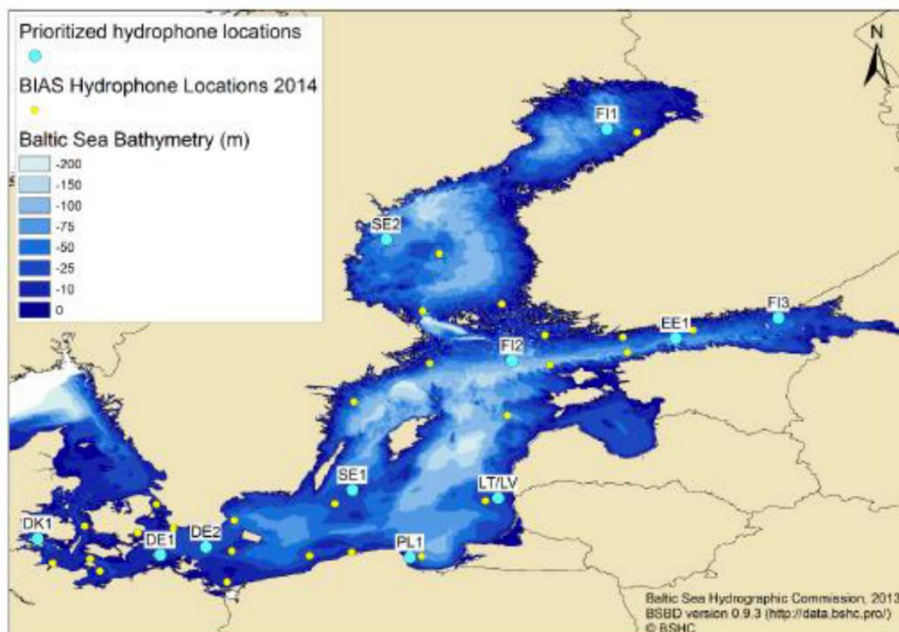 Prioritized hydrophone locations
BIAS Hydrophone Locations 2014
Baltic Sea Bathymetry (m)
-200
-150
-100
-75
-50
-25
-10
0
N
FI1
SE2
FI3
EE1
FI2
SE1
LT/LV
DK1
DE1
DE2
PL1
Baltic Sea Hydrographic Commission, 2013
BSBD version 0.9.3 (http://data.bshc.pro/)
© BSHC